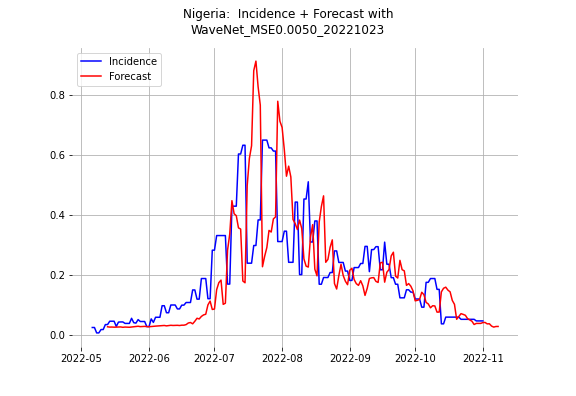 Nigeria: Incidence + Forecast with
WaveNet_MSE0.0050_20221023
Incidence
Forecast
0.8
0.6
0.4
0.2
0.0
2022-05 2022-06 2022-07 2022-08 2022-09 2022-10 2022-11